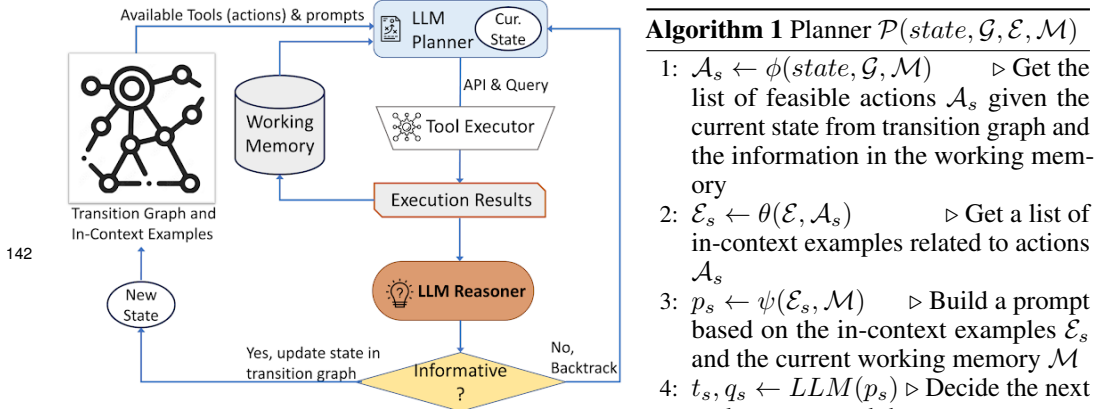 Available Tools (actions) & prompts
LLM
Planner
Cur.
State
API & Query
Working
Memory
Tool Executor
Execution Results
Transition Graph and
In-Context Examples
142
LLM Reasoner
New
State
Yes, update state in
transition graph
Informative
?
No,
Backtrack
Algorithm 1 Planner 𝒫(state, 𝒢, ℰ, ℳ)
1: 𝒜ₛ ← ϕ(state, 𝒢, ℳ) ▷ Get the
list of feasible actions 𝒜ₛ given the
current state from transition graph and
the information in the working mem-
ory
2: ℰₛ ← θ(ℰ, 𝒜ₛ) ▷ Get a list of
in-context examples related to actions
𝒜ₛ
3: pₛ ← ψ(ℰₛ, ℳ) ▷ Build a prompt
based on the in-context examples ℰₛ
and the current working memory ℳ
4: tₛ, qₛ ← LLM(pₛ) ▷ Decide the next